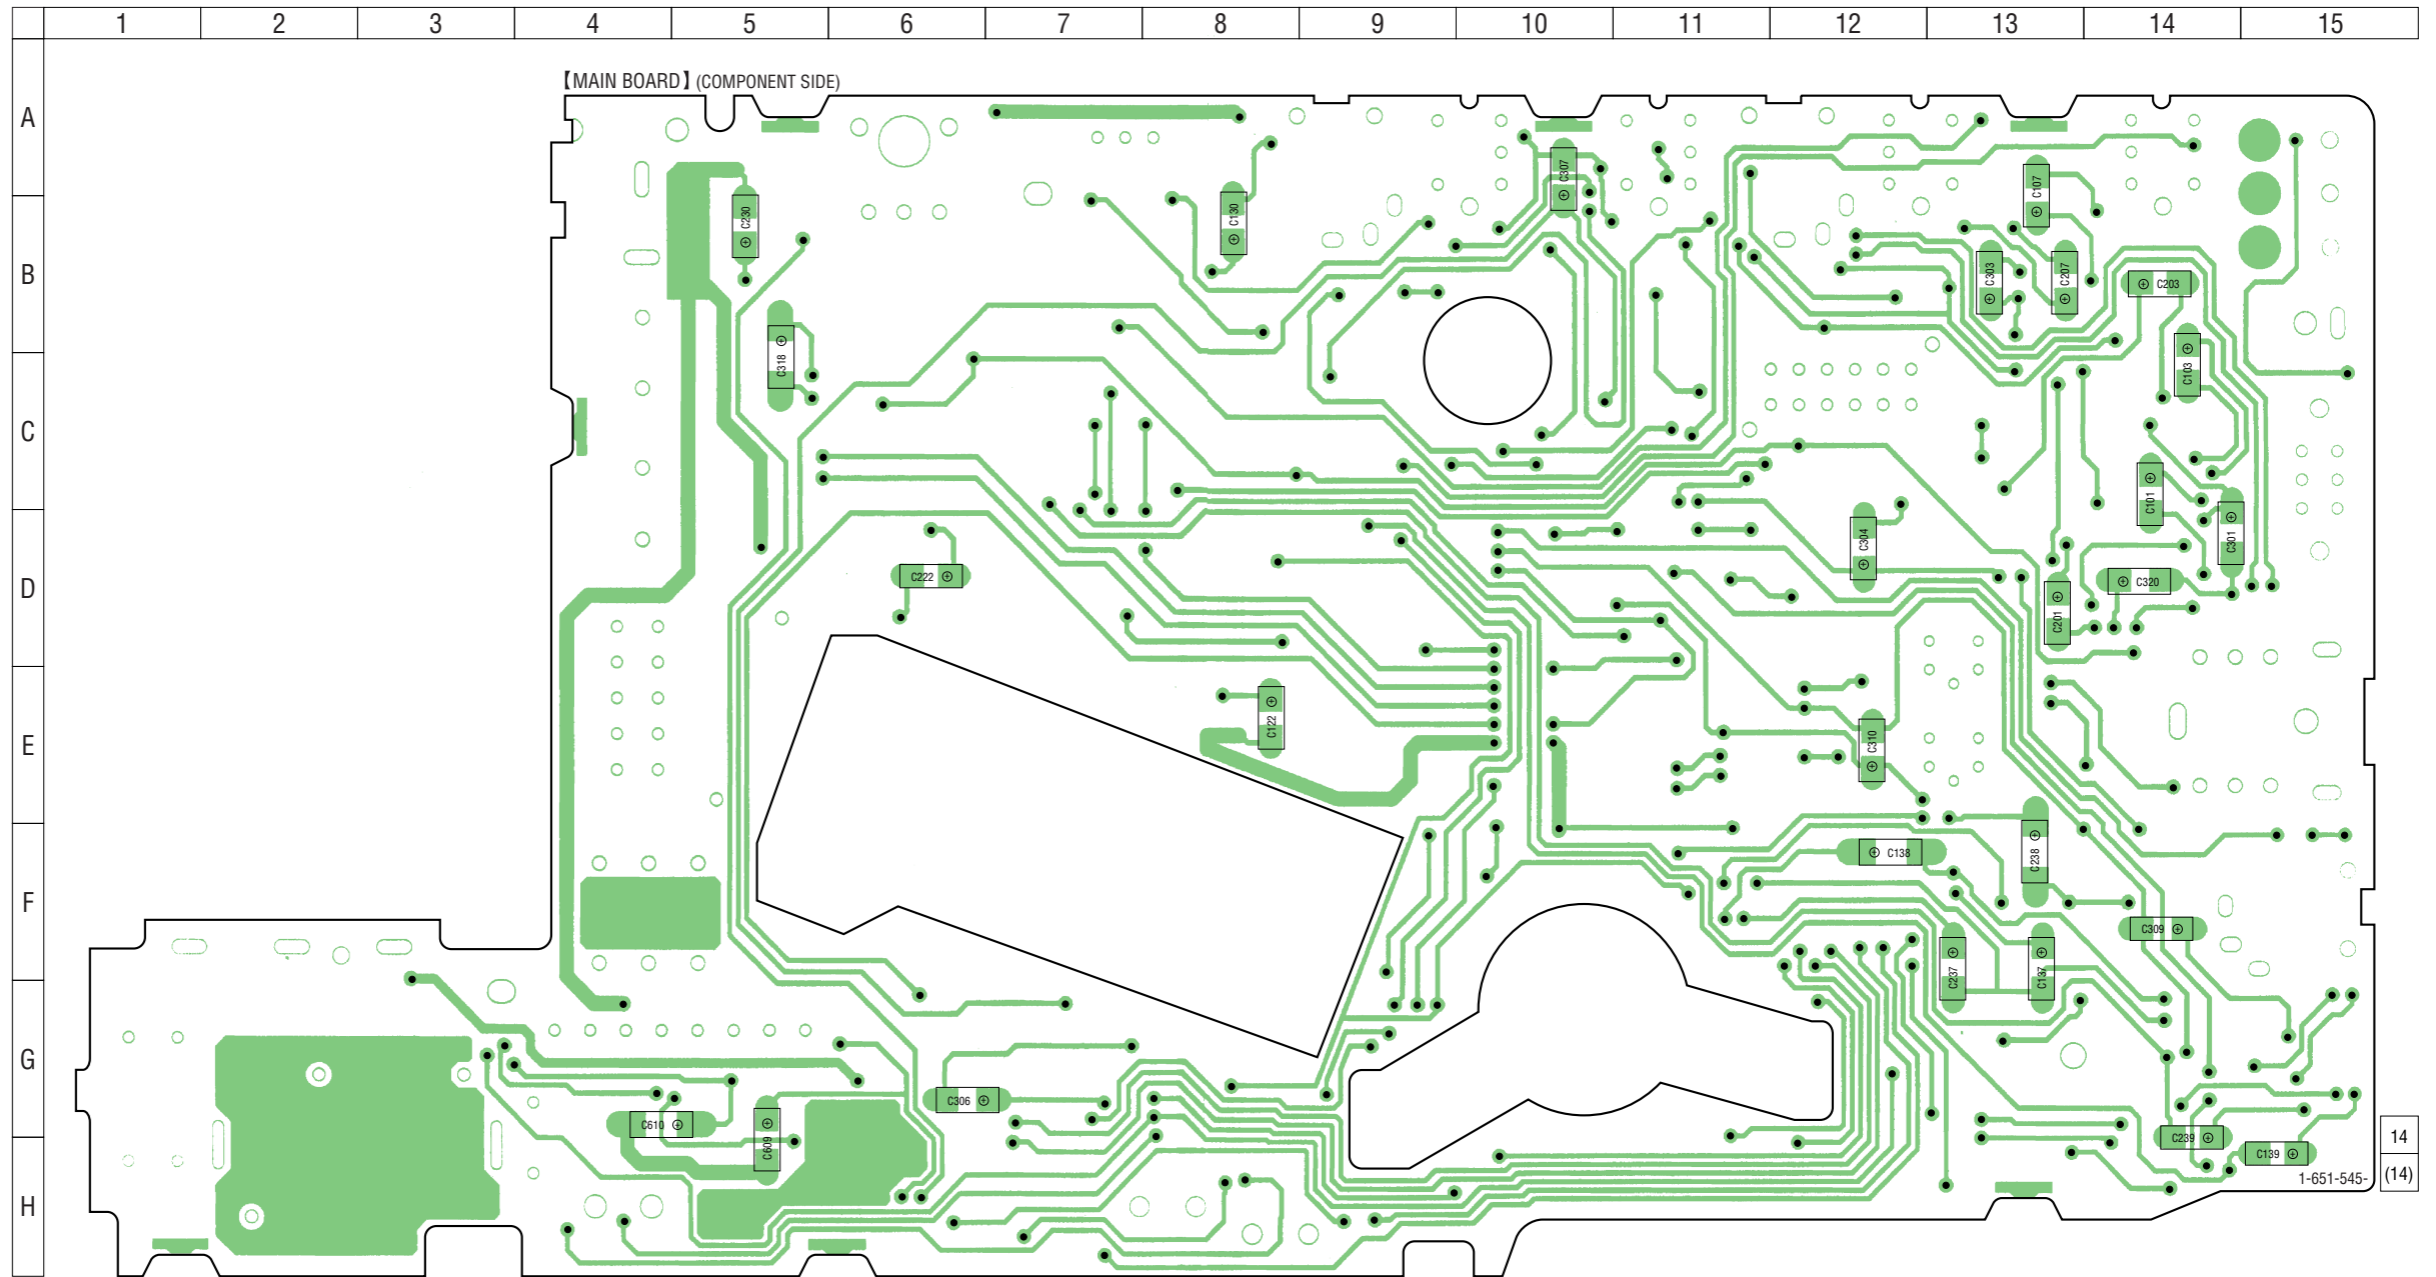 1 2 3 4 5 6 7 8 9 10 11 12 13 14 15
【MAIN BOARD】 (COMPONENT SIDE)
A
C307
C107
C230
C130
B
C303
C207
C203
C318
C103
C
C101
C301
C304
D
C222
C320
C201
E
C122
C310
C138
C238
F
C309
C237
C137
G
C306
C610
C609
C239
14
C139
1-651-545-
(14)
H